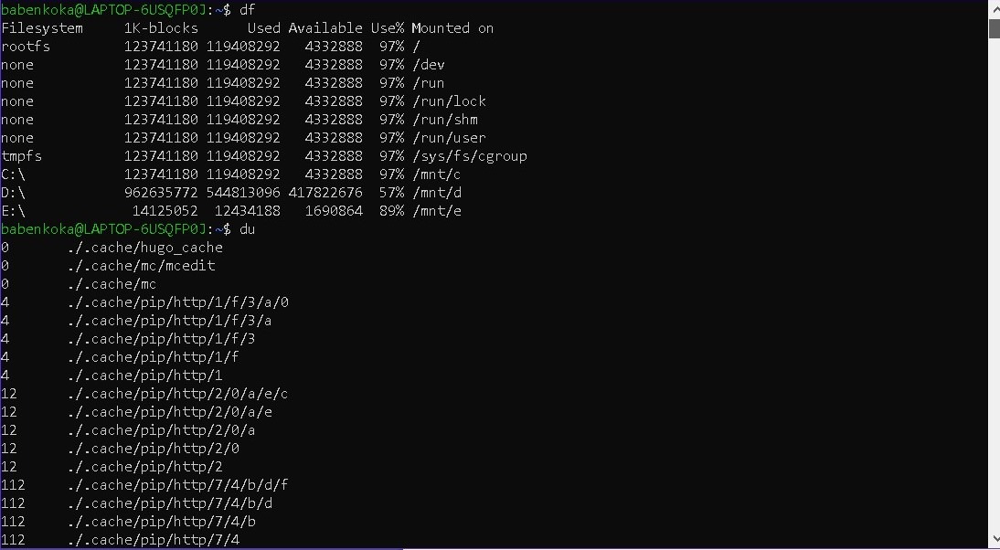 babenkoka@LAPTOP-6USQFP0J:~$ df
Filesystem     1K-blocks      Used Available Use% Mounted on
rootfs         123741180 119408292   4332888  97% /
none           123741180 119408292   4332888  97% /dev
none           123741180 119408292   4332888  97% /run
none           123741180 119408292   4332888  97% /run/lock
none           123741180 119408292   4332888  97% /run/shm
none           123741180 119408292   4332888  97% /run/user
tmpfs          123741180 119408292   4332888  97% /sys/fs/cgroup
C:\            123741180 119408292   4332888  97% /mnt/c
D:\            962635772 544813096 417822676  57% /mnt/d
E:\             14125052  12434188   1690864  89% /mnt/e
babenkoka@LAPTOP-6USQFP0J:~$ du
0       ./.cache/hugo_cache
0       ./.cache/mc/mcedit
0       ./.cache/mc
4       ./.cache/pip/http/1/f/3/a/0
4       ./.cache/pip/http/1/f/3/a
4       ./.cache/pip/http/1/f/3
4       ./.cache/pip/http/1/f
4       ./.cache/pip/http/1
12      ./.cache/pip/http/2/0/a/e/c
12      ./.cache/pip/http/2/0/a/e
12      ./.cache/pip/http/2/0/a
12      ./.cache/pip/http/2/0
12      ./.cache/pip/http/2
112     ./.cache/pip/http/7/4/b/d/f
112     ./.cache/pip/http/7/4/b/d
112     ./.cache/pip/http/7/4/b
112     ./.cache/pip/http/7/4